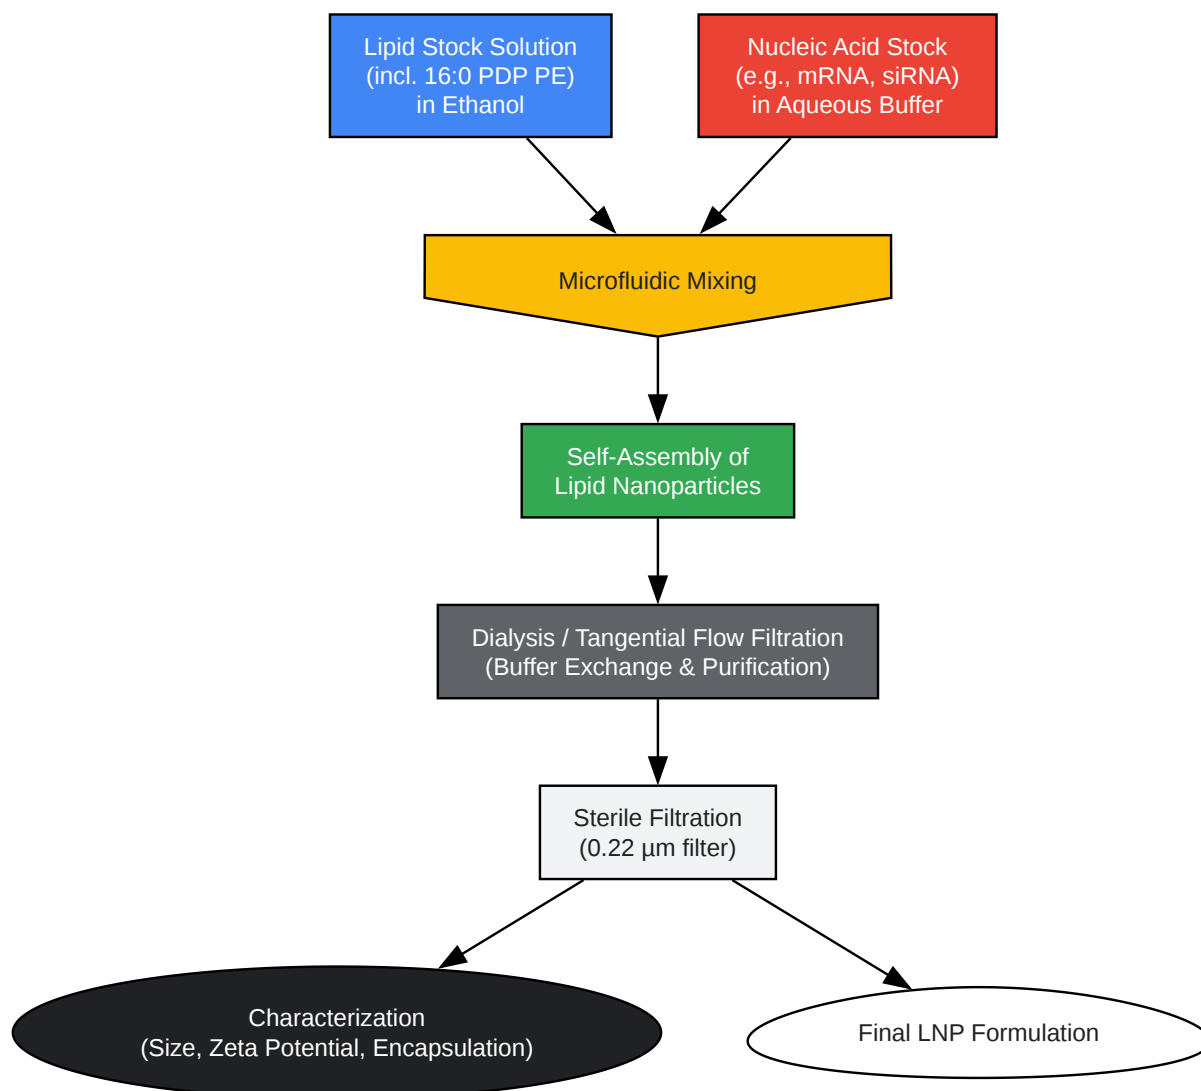 Lipid Stock Solution
(incl. 16:0 PDP PE)
in Ethanol
Nucleic Acid Stock
(e.g., mRNA, siRNA)
in Aqueous Buffer
Microfluidic Mixing
Self-Assembly of
Lipid Nanoparticles
Dialysis / Tangential Flow Filtration
(Buffer Exchange & Purification)
Sterile Filtration
(0.22 µm filter)
Characterization
(Size, Zeta Potential, Encapsulation)
Final LNP Formulation